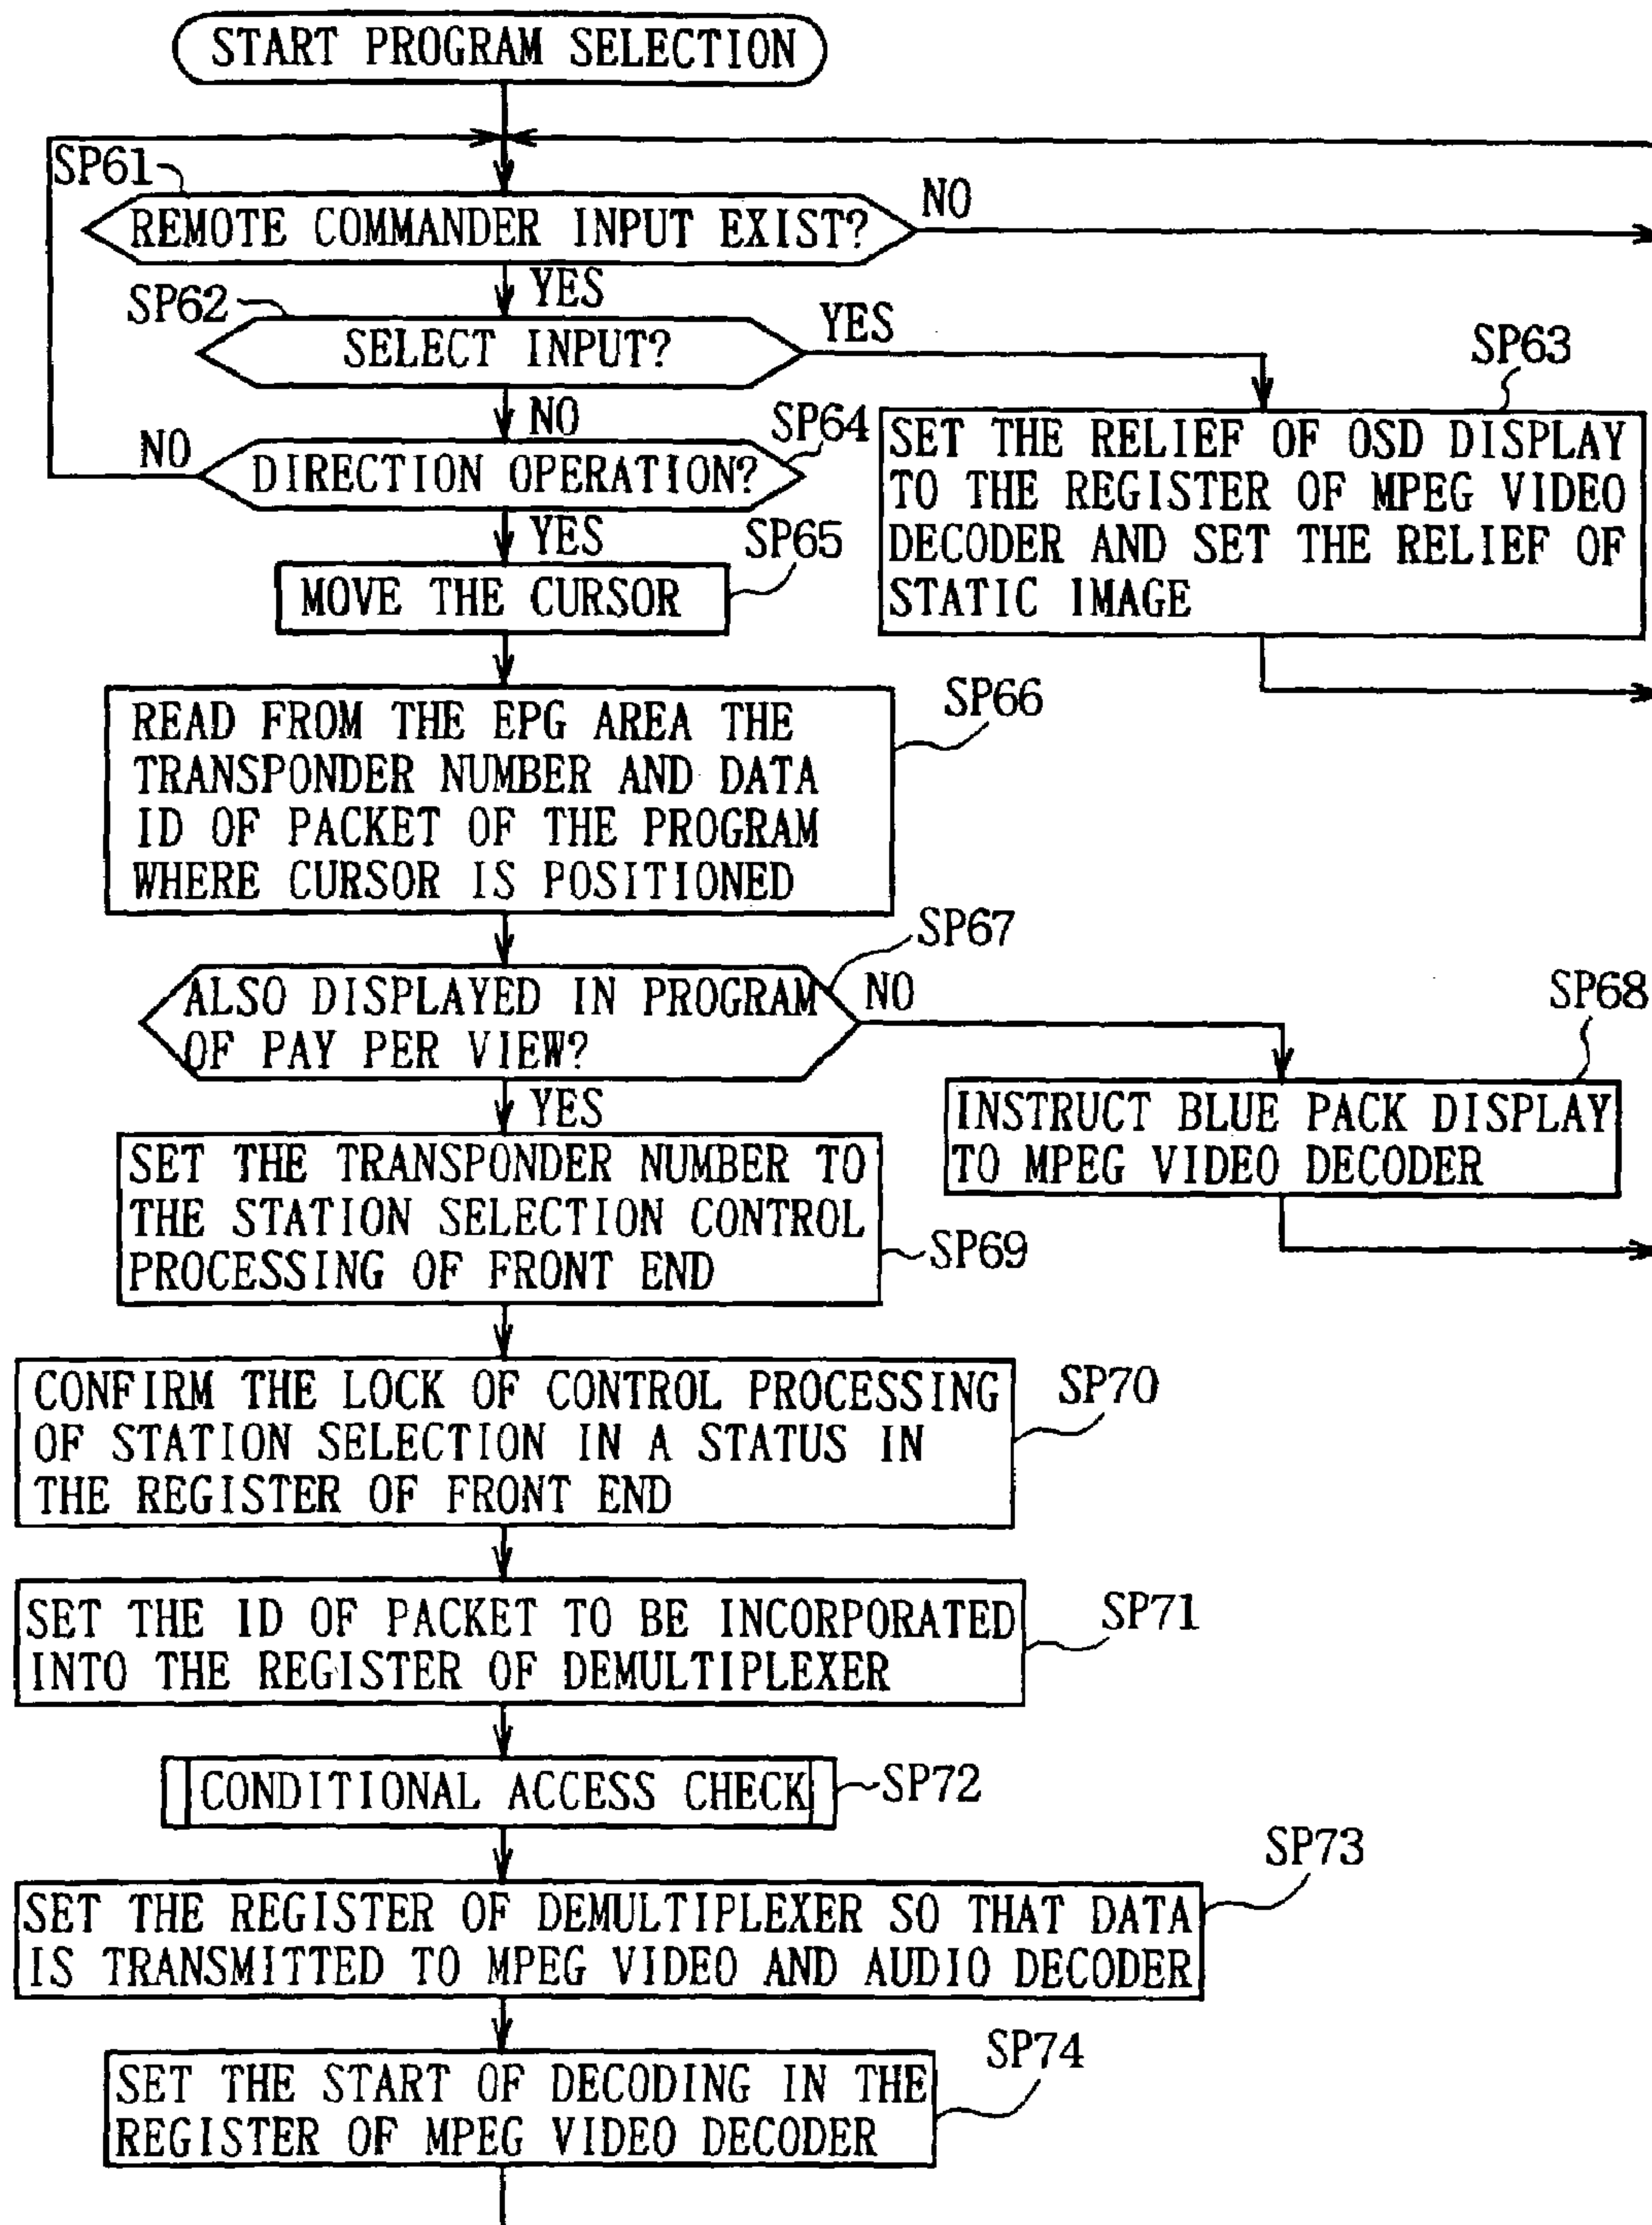 START PROGRAM SELECTION
SP61
REMOTE COMMANDER INPUT EXIST?
NO
YES
SP62
SELECT INPUT?
YES
SP63
NO
SET THE RELIEF OF OSD DISPLAY
TO THE REGISTER OF MPEG VIDEO
DECODER AND SET THE RELIEF OF
STATIC IMAGE
SP64
NO
DIRECTION OPERATION?
YES
SP65
MOVE THE CURSOR
SP66
READ FROM THE EPG AREA THE
TRANSPONDER NUMBER AND DATA
ID OF PACKET OF THE PROGRAM
WHERE CURSOR IS POSITIONED
SP67
ALSO DISPLAYED IN PROGRAM
OF PAY PER VIEW?
NO
SP68
YES
INSTRUCT BLUE PACK DISPLAY
TO MPEG VIDEO DECODER
SET THE TRANSPONDER NUMBER TO
THE STATION SELECTION CONTROL
PROCESSING OF FRONT END
SP69
CONFIRM THE LOCK OF CONTROL PROCESSING
OF STATION SELECTION IN A STATUS IN
THE REGISTER OF FRONT END
SP70
SET THE ID OF PACKET TO BE INCORPORATED
INTO THE REGISTER OF DEMULTIPLEXER
SP71
CONDITIONAL ACCESS CHECK
SP72
SP73
SET THE REGISTER OF DEMULTIPLEXER SO THAT DATA
IS TRANSMITTED TO MPEG VIDEO AND AUDIO DECODER
SP74
SET THE START OF DECODING IN THE
REGISTER OF MPEG VIDEO DECODER